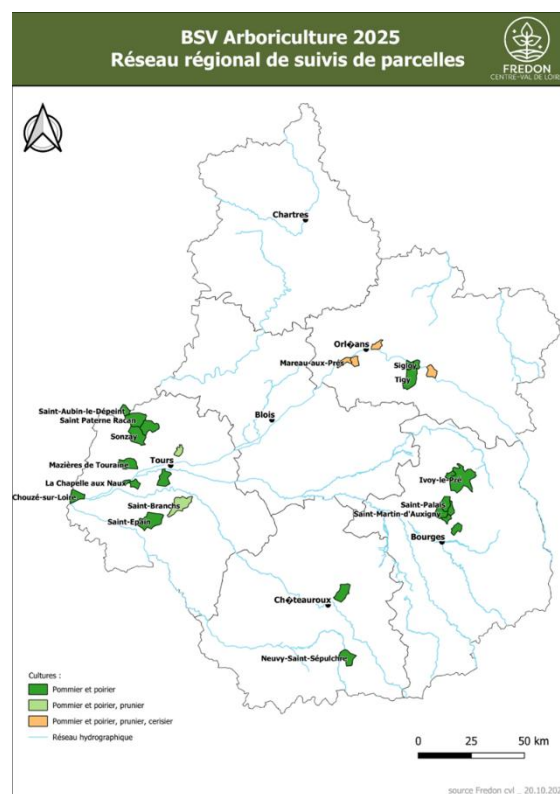 BSV Arboriculture 2025
Réseau régional de suivis de parcelles
FREDON
CENTRE-VAL DE LOIRE
Chartres
Orl�ans
Mareau-aux-Prés
Sigloy
Tigy
Blois
Saint-Aubin-le-Dépeint
Saint Paterne Racan
Sonzay
Mazières de Touraine
Tours
La Chapelle aux Naux
Chouzé-sur-Loire
Saint-Branchs
Saint-Epain
Ivoy-le-Pré
Saint-Palais
Saint-Martin-d'Auxigny
Bourges
Ch�teauroux
Neuvy-Saint-Sépulchre
Cultures :
Pommier et poirier
Pommier et poirier, prunier
Pommier et poirier, prunier, cerisier
Réseau hydrographique
0 25 50 km
source Fredon cvl _ 20.10.202